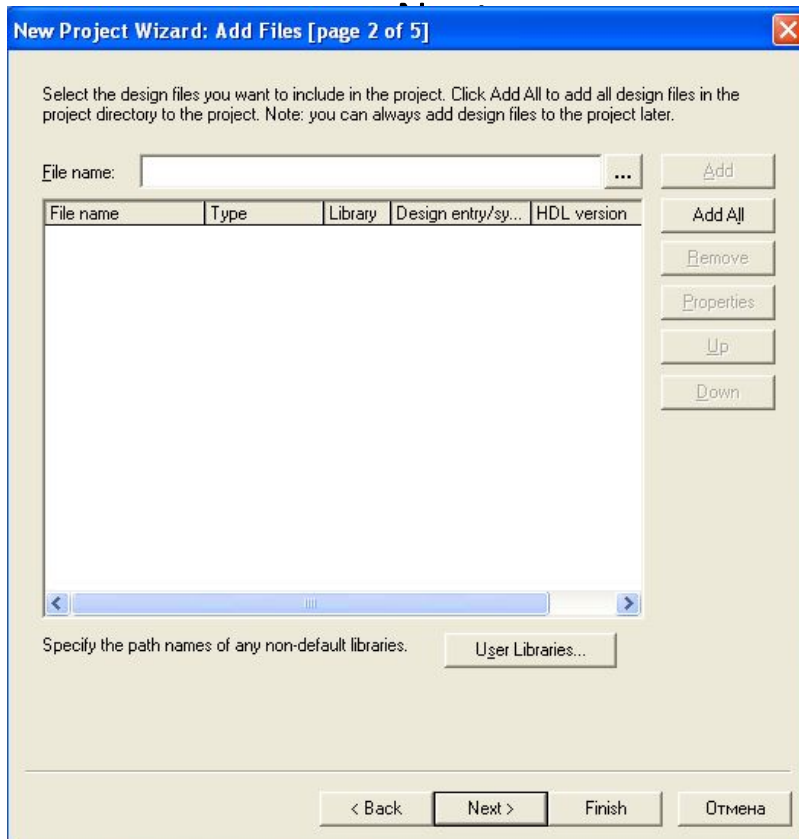 New Project Wizard: Add Files [page 2 of 5]
Select the design files you want to include in the project. Click Add All to add all design files in the
project directory to the project. Note: you can always add design files to the project later.
File name: ... Add
File name Type Library Design entry/sy... HDL version Add All
Remove
Properties
Up
Down
Specify the path names of any non-default libraries. User Libraries...
< Back Next > Finish Отмена